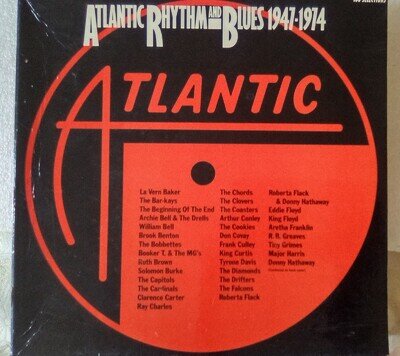 ATLANTIC RHYTHM AND BLUES 1947-1974
ATLANTIC
La Vern Baker
The Bar-kays
The Beginning Of The End
Archie Bell & The Drells
William Bell
Brook Benton
The Bobbettes
Booker T. & The MG's
Ruth Brown
Solomon Burke
The Capitols
The Cardinals
Clarence Carter
Ray Charles
The Chords
The Clovers
The Coasters
Arthur Conley
The Cookies
Don Covay
Frank Culley
King Curtis
Tyrone Davis
The Diamonds
The Drifters
The Falcons
Roberta Flack
Roberta Flack
& Donny Hathaway
Eddie Floyd
King Floyd
Aretha Franklin
R. B. Greaves
Tiny Grimes
Major Harris
Donny Hathaway